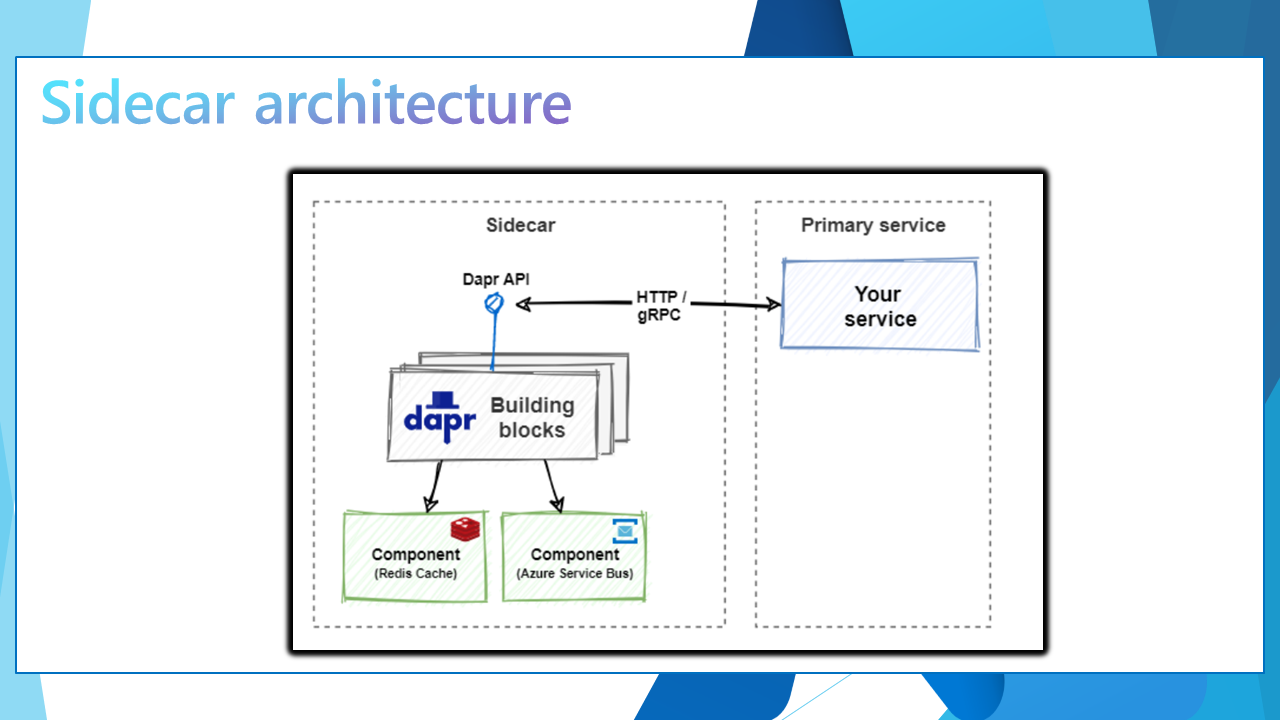 Sidecar architecture
Sidecar
Primary service
Dapr API
HTTP /
gRPC
Your
service
dapr
Building
blocks
Component
(Redis Cache)
Component
(Azure Service Bus)